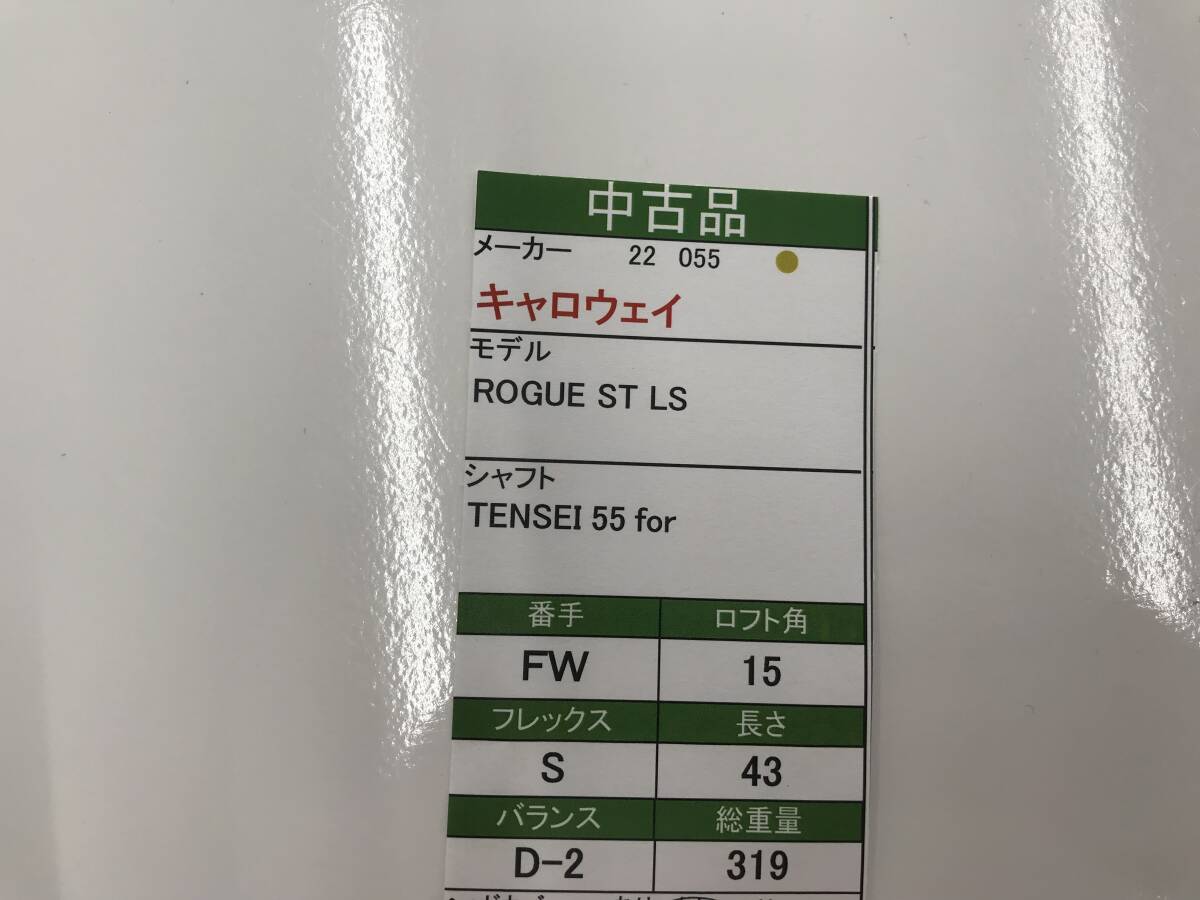 中古品
メーカー 22 055
キャロウェイ
モデル
ROGUE ST LS
シャフト
TENSEI 55 for
番手 ロフト角
FW 15
フレックス 長さ
S 43
バランス 総重量
D-2 319